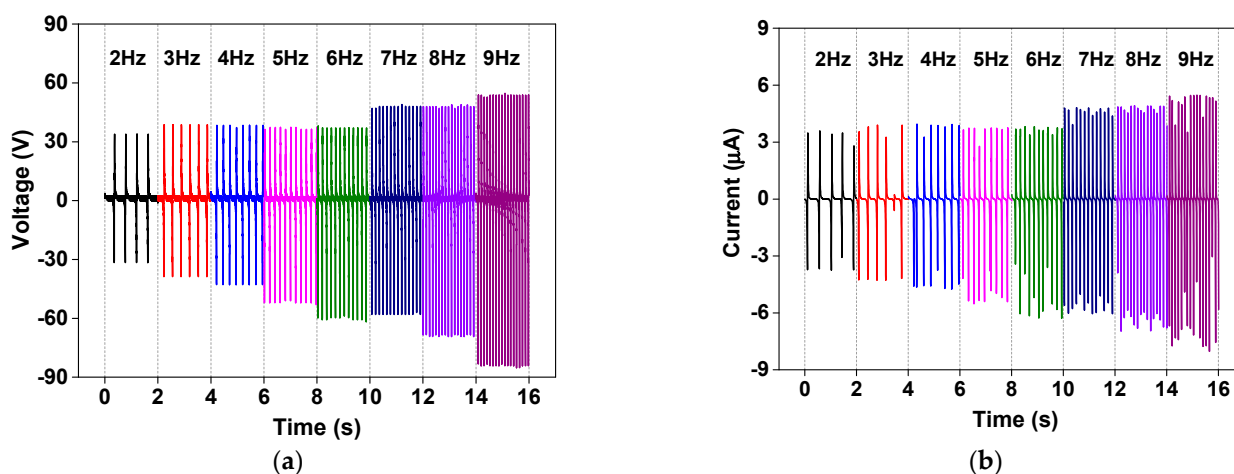 90
60
30
0
-30
-60
-90
Voltage (V)
2Hz 3Hz 4Hz 5Hz 6Hz 7Hz 8Hz 9Hz
0 2 4 6 8 10 12 14 16
Time (s)
(a)
9
6
3
0
-3
-6
-9
Current (μA)
2Hz 3Hz 4Hz 5Hz 6Hz 7Hz 8Hz 9Hz
0 2 4 6 8 10 12 14 16
Time (s)
(b)